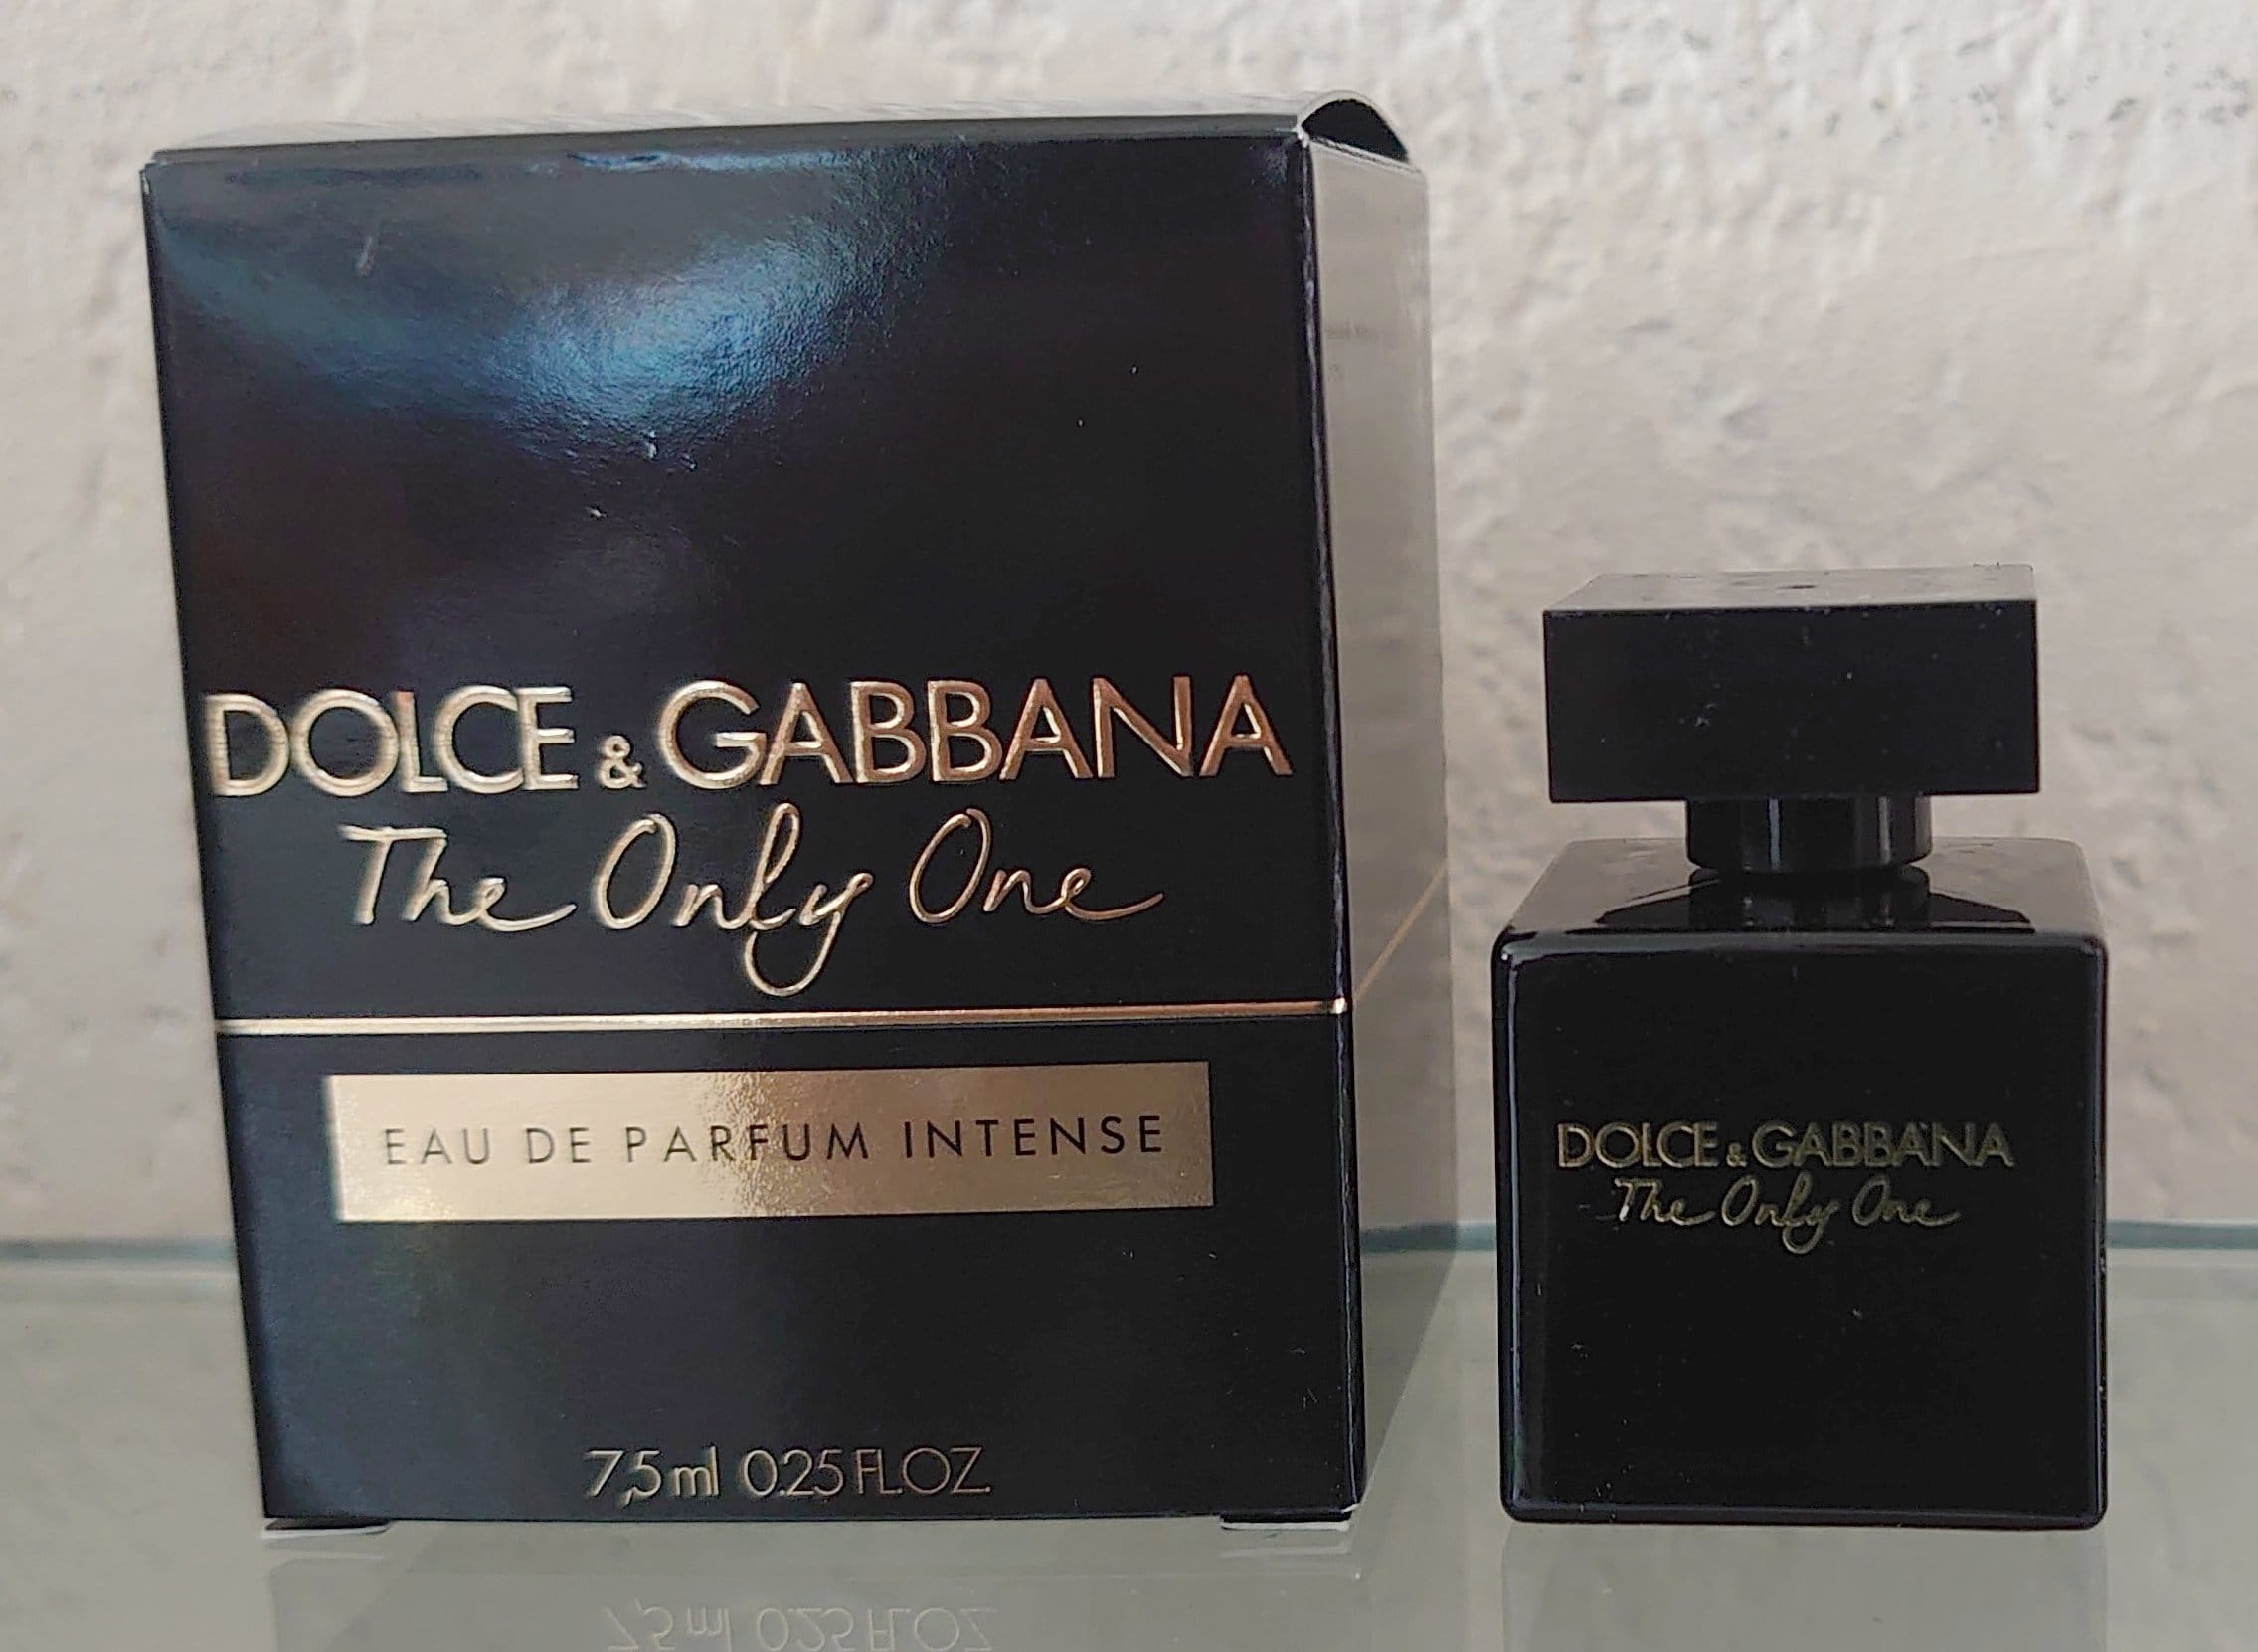 DOLCE & GABBANA
The Only One
EAU DE PARFUM INTENSE
7,5 ml 0.25 FL.OZ.
DOLCE & GABBANA
The Only One